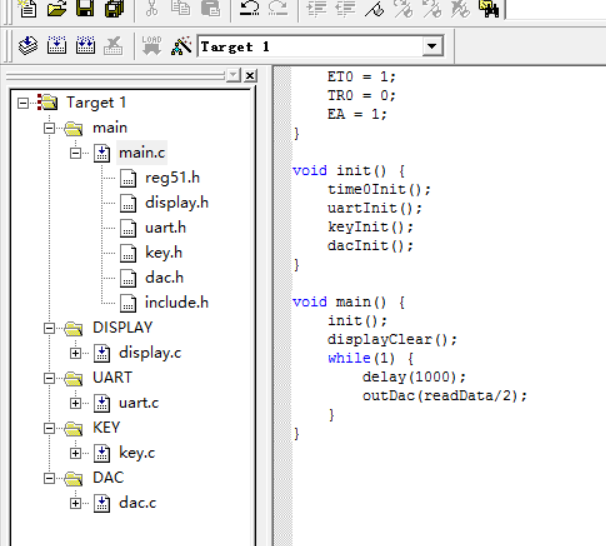 LOAD
Target 1
Target 1
main
main.c
reg51.h
display.h
uart.h
key.h
dac.h
include.h
DISPLAY
display.c
UART
uart.c
KEY
key.c
DAC
dac.c
ET0 = 1;
TR0 = 0;
EA = 1;
}
void init() {
time0Init();
uartInit();
keyInit();
dacInit();
}
void main() {
init();
displayClear();
while(1) {
delay(1000);
outDac(readData/2);
}
}